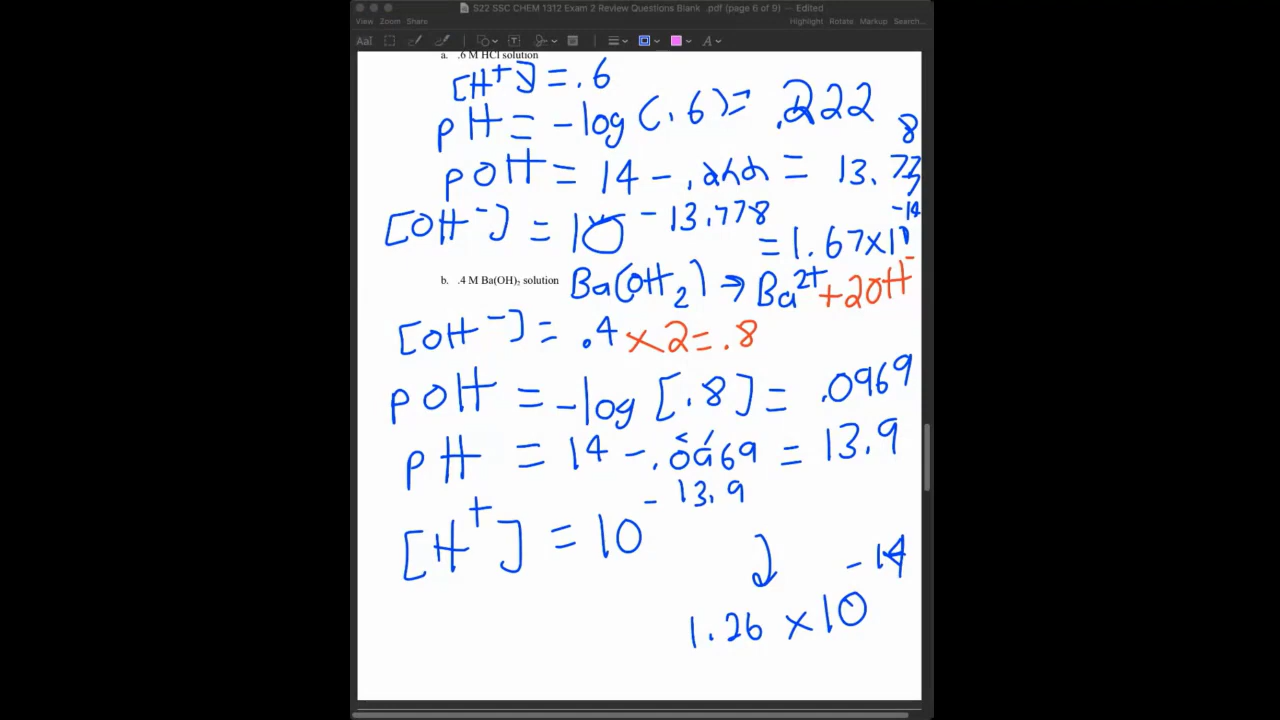 S22 SSC CHEM 1312 Exam 2 Review Questions Blank .pdf (page 6 of 9) — Edited
View Zoom Share Highlight Rotate Markup Search...
a. .6 M HCl solution
[H⁺] = .6
pH = -log(.6) = .222
8
pOH = 14 - .222 = 13.77
[OH⁻] = 10^-13.778
= 1.67x10^-14
b. .4 M Ba(OH)₂ solution Ba(OH₂) → Ba²⁺ + 2OH⁻
[OH⁻] = .4 x 2 = .8
pOH = -log [.8] = .0969
pH = 14 - .0969 = 13.9
[H⁺] = 10^-13.9
1.26 x 10^-14